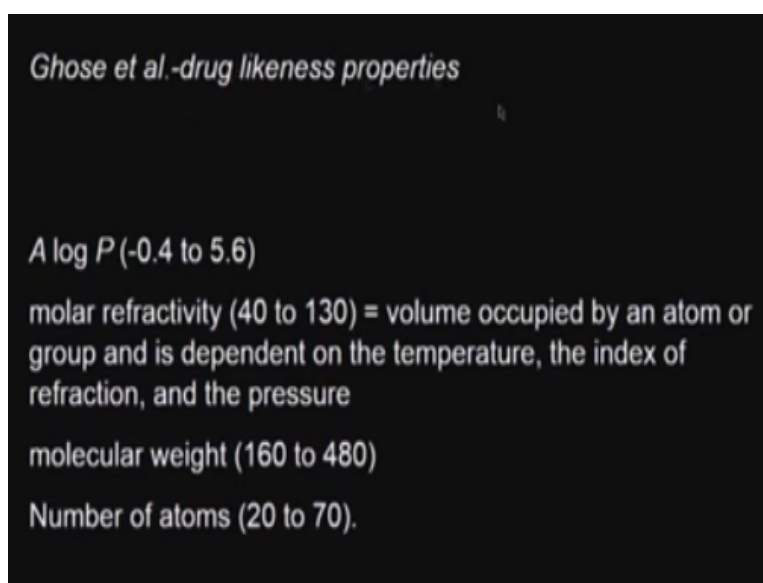 Ghose et al.-drug likeness properties
A log P (-0.4 to 5.6)
molar refractivity (40 to 130) = volume occupied by an atom or
group and is dependent on the temperature, the index of
refraction, and the pressure
molecular weight (160 to 480)
Number of atoms (20 to 70).